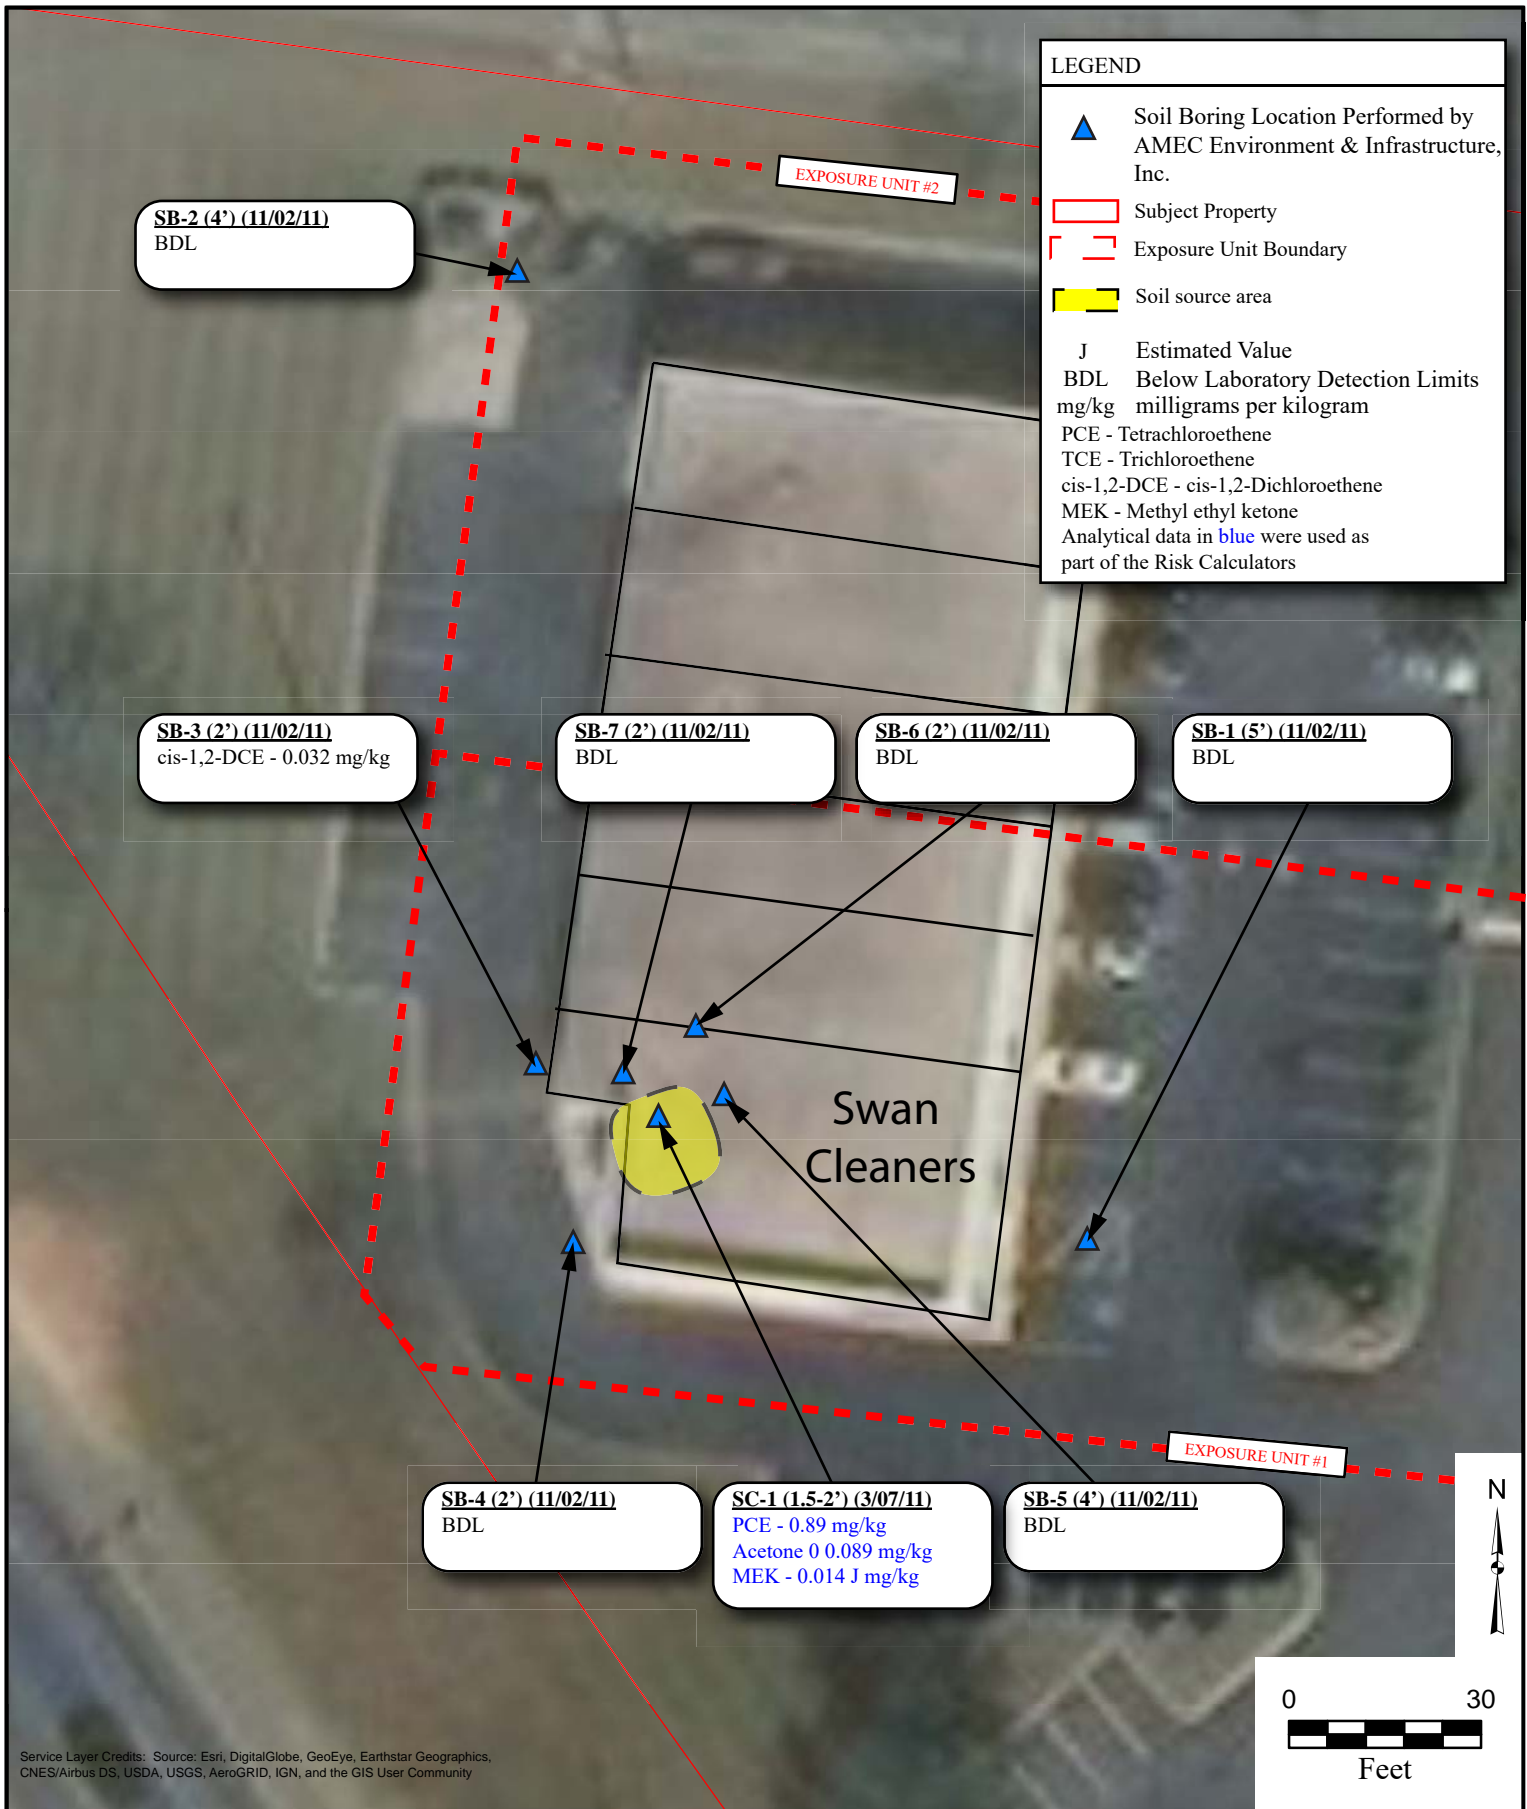 LEGEND
Soil Boring Location Performed by
AMEC Environment & Infrastructure,
Inc.
Subject Property
Exposure Unit Boundary
Soil source area
J Estimated Value
BDL Below Laboratory Detection Limits
mg/kg milligrams per kilogram
PCE - Tetrachloroethene
TCE - Trichloroethene
cis-1,2-DCE - cis-1,2-Dichloroethene
MEK - Methyl ethyl ketone
Analytical data in blue were used as
part of the Risk Calculators
EXPOSURE UNIT #2
SB-2 (4’) (11/02/11)
BDL
SB-3 (2’) (11/02/11)
cis-1,2-DCE - 0.032 mg/kg
SB-7 (2’) (11/02/11)
BDL
SB-6 (2’) (11/02/11)
BDL
SB-1 (5’) (11/02/11)
BDL
Swan
Cleaners
EXPOSURE UNIT #1
SB-4 (2’) (11/02/11)
BDL
SC-1 (1.5-2’) (3/07/11)
PCE - 0.89 mg/kg
Acetone 0 0.089 mg/kg
MEK - 0.014 J mg/kg
SB-5 (4’) (11/02/11)
BDL
N
0 30
Feet
Service Layer Credits: Source: Esri, DigitalGlobe, GeoEye, Earthstar Geographics,
CNES/Airbus DS, USDA, USGS, AeroGRID, IGN, and the GIS User Community